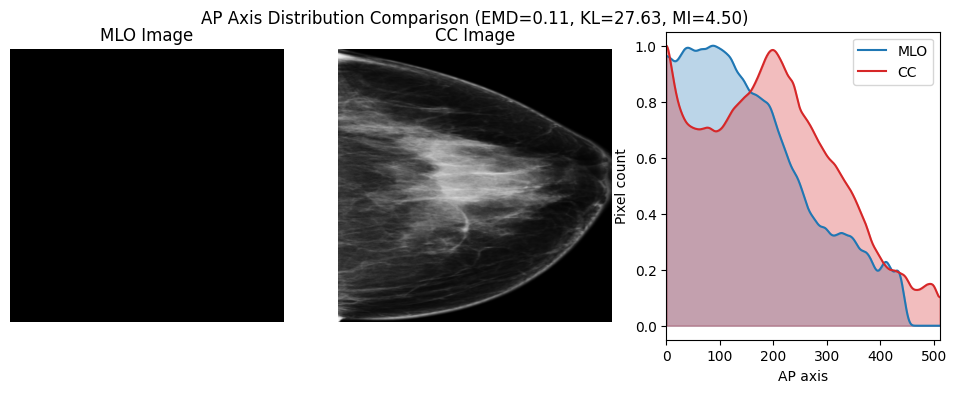 AP Axis Distribution Comparison (EMD=0.11, KL=27.63, MI=4.50)
MLO Image
CC Image
MLO
CC
1.0
0.8
0.6
0.4
0.2
0.0
Pixel count
0 100 200 300 400 500
AP axis